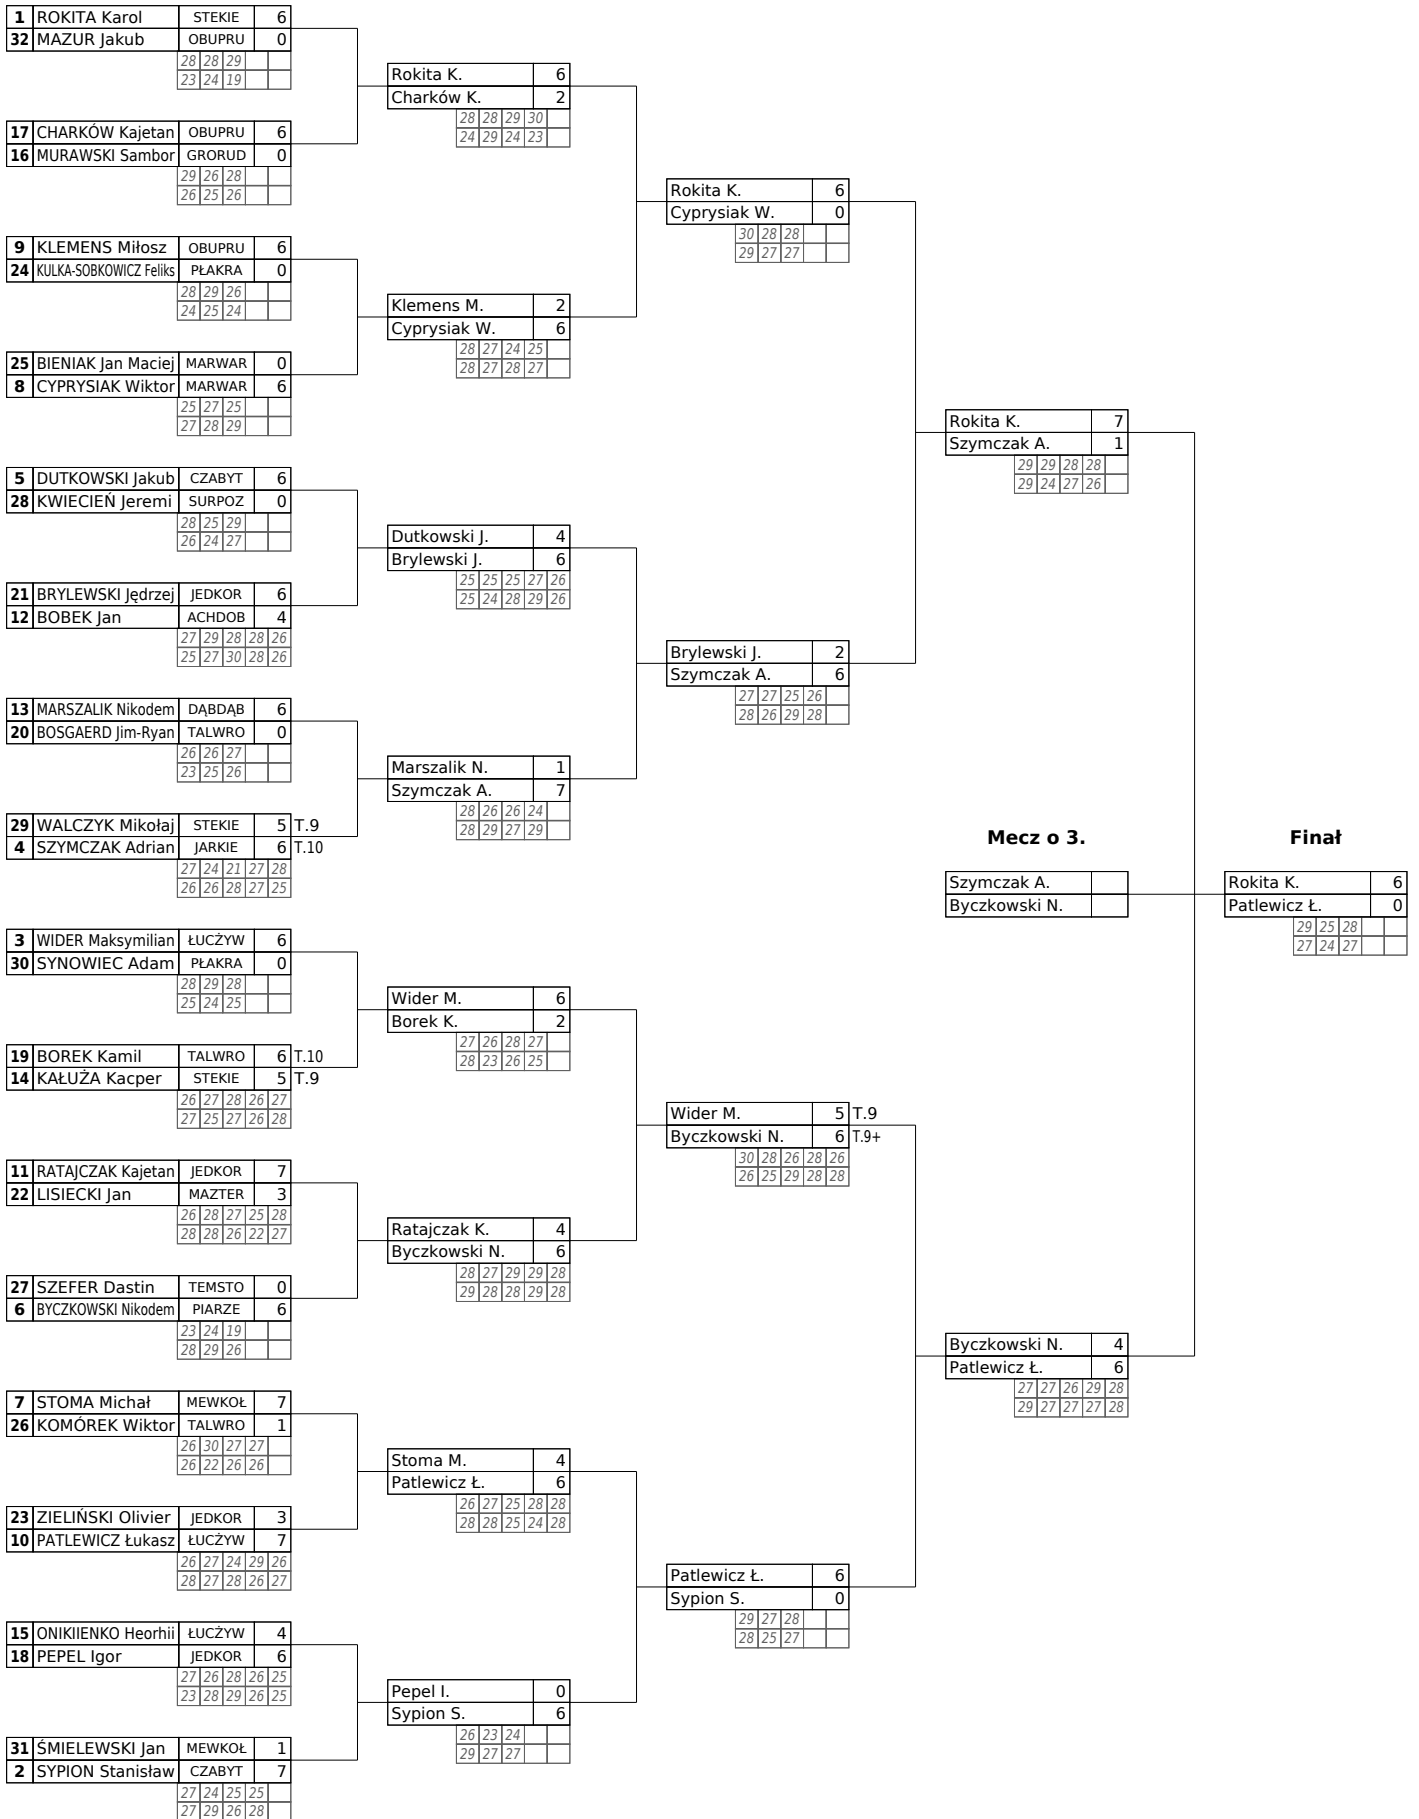 1 ROKITA Karol STEKIE 6
32 MAZUR Jakub OBUPRU 0
28 28 29
23 24 19
17 CHARKÓW Kajetan OBUPRU 6
16 MURAWSKI Sambor GRORUD 0
29 26 28
26 25 26
9 KLEMENS Miłosz OBUPRU 6
24 KULKA-SOBKOWICZ Feliks PŁAKRA 0
28 29 26
24 25 24
25 BIENIAK Jan Maciej MARWAR 0
8 CYPRYSIAK Wiktor MARWAR 6
25 27 25
27 28 29
5 DUTKOWSKI Jakub CZABYT 6
28 KWIECIEŃ Jeremi SURPOZ 0
28 25 29
26 24 27
21 BRYLEWSKI Jędrzej JEDKOR 6
12 BOBEK Jan ACHDOB 4
27 29 28 28 26
25 27 30 28 26
13 MARSZALIK Nikodem DĄBDĄB 6
20 BOSGAERD Jim-Ryan TALWRO 0
26 26 27
23 25 26
29 WALCZYK Mikołaj STEKIE 5 T.9
4 SZYMCZAK Adrian JARKIE 6 T.10
27 24 21 27 28
26 26 28 27 25
3 WIDER Maksymilian ŁUCŻYW 6
30 SYNOWIEC Adam PŁAKRA 0
28 29 28
25 24 25
19 BOREK Kamil TALWRO 6 T.10
14 KAŁUŻA Kacper STEKIE 5 T.9
26 27 28 26 27
27 25 27 26 28
11 RATAJCZAK Kajetan JEDKOR 7
22 LISIECKI Jan MAZTER 3
26 28 27 25 28
28 28 26 22 27
27 SZEFER Dastin TEMSTO 0
6 BYCZKOWSKI Nikodem PIARZE 6
23 24 19
28 29 26
7 STOMA Michał MEWKOŁ 7
26 KOMÓREK Wiktor TALWRO 1
26 30 27 27
26 22 26 26
23 ZIELIŃSKI Olivier JEDKOR 3
10 PATLEWICZ Łukasz ŁUCŻYW 7
26 27 24 29 26
28 27 28 26 27
15 ONIKIIENKO Heorhii ŁUCŻYW 4
18 PEPEL Igor JEDKOR 6
27 26 28 26 25
23 28 29 26 25
31 ŚMIELEWSKI Jan MEWKOŁ 1
2 SYPION Stanisław CZABYT 7
27 24 25 25
27 29 26 28
Rokita K. 6
Charków K. 2
28 28 29 30
24 29 24 23
Klemens M. 2
Cyprysiak W. 6
28 27 24 25
28 27 28 27
Dutkowski J. 4
Brylewski J. 6
25 25 25 27 26
25 24 28 29 26
Marszalik N. 1
Szymczak A. 7
28 26 26 24
28 29 27 29
Wider M. 6
Borek K. 2
27 26 28 27
28 23 26 25
Ratajczak K. 4
Byczkowski N. 6
28 27 29 29 28
29 28 28 29 28
Stoma M. 4
Patlewicz Ł. 6
26 27 25 28 28
28 28 25 24 28
Pepel I. 0
Sypion S. 6
26 23 24
29 27 27
Rokita K. 6
Cyprysiak W. 0
30 28 28
29 27 27
Brylewski J. 2
Szymczak A. 6
27 27 25 26
28 26 29 28
Wider M. 5 T.9
Byczkowski N. 6 T.9+
30 28 26 28 26
26 25 29 28 28
Patlewicz Ł. 6
Sypion S. 0
29 27 28
28 25 27
Rokita K. 7
Szymczak A. 1
29 29 28 28
29 24 27 26
Mecz o 3.
Szymczak A.
Byczkowski N.
Byczkowski N. 4
Patlewicz Ł. 6
27 27 26 29 28
29 27 27 27 28
Finał
Rokita K. 6
Patlewicz Ł. 0
29 25 28
27 24 27